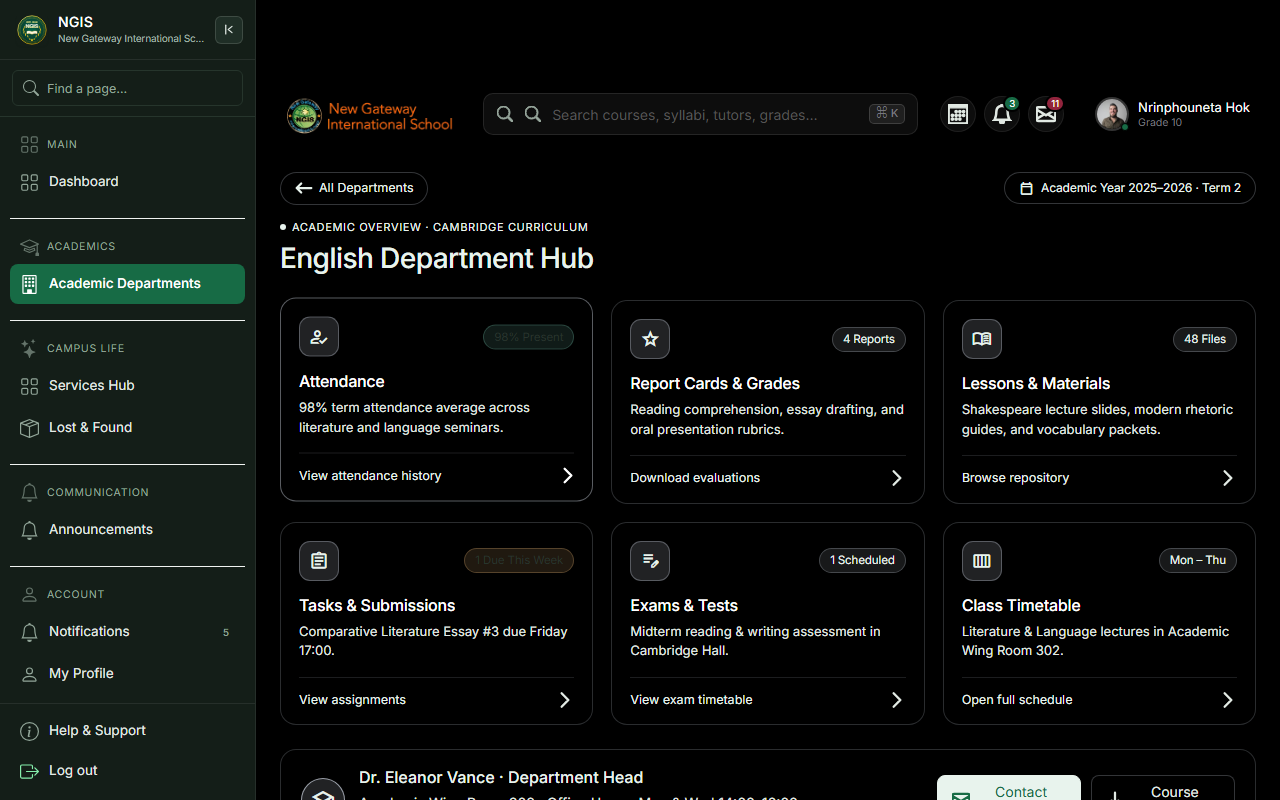 NGIS
New Gateway International Sc...
Find a page...
MAIN
Dashboard
ACADEMICS
Academic Departments
CAMPUS LIFE
Services Hub
Lost & Found
COMMUNICATION
Announcements
ACCOUNT
Notifications 5
My Profile
Help & Support
Log out
NGIS
New Gateway
International School
Search courses, syllabi, tutors, grades...
⌘ K
3
11
Nrinphouneta Hok
Grade 10
All Departments
Academic Year 2025–2026 · Term 2
ACADEMIC OVERVIEW · CAMBRIDGE CURRICULUM
English Department Hub
98% Present
Attendance
98% term attendance average across
literature and language seminars.
View attendance history
4 Reports
Report Cards & Grades
Reading comprehension, essay drafting, and
oral presentation rubrics.
Download evaluations
48 Files
Lessons & Materials
Shakespeare lecture slides, modern rhetoric
guides, and vocabulary packets.
Browse repository
1 Due This Week
Tasks & Submissions
Comparative Literature Essay #3 due Friday
17:00.
View assignments
1 Scheduled
Exams & Tests
Midterm reading & writing assessment in
Cambridge Hall.
View exam timetable
Mon – Thu
Class Timetable
Literature & Language lectures in Academic
Wing Room 302.
Open full schedule
Dr. Eleanor Vance · Department Head
Contact
Course